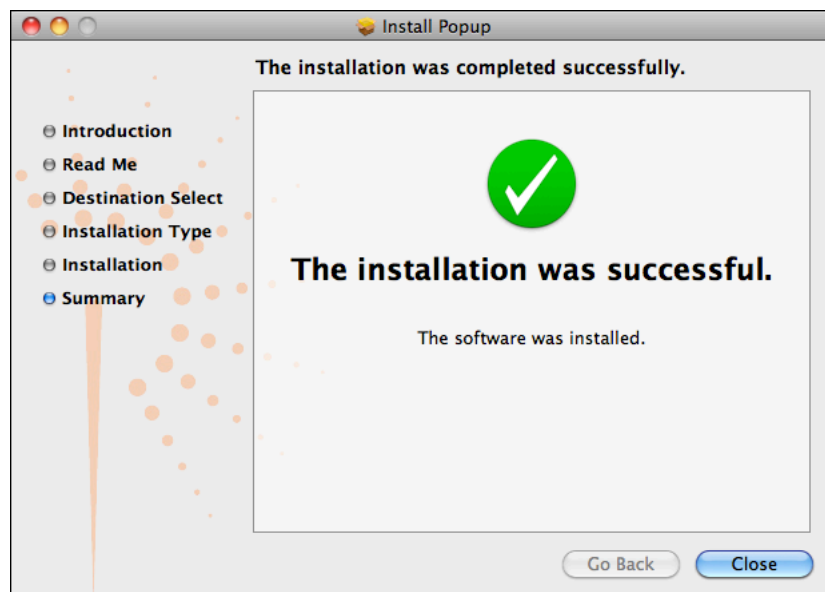 Install Popup
The installation was completed successfully.
Introduction
Read Me
Destination Select
Installation Type
Installation
Summary
The installation was successful.
The software was installed.
Go Back
Close